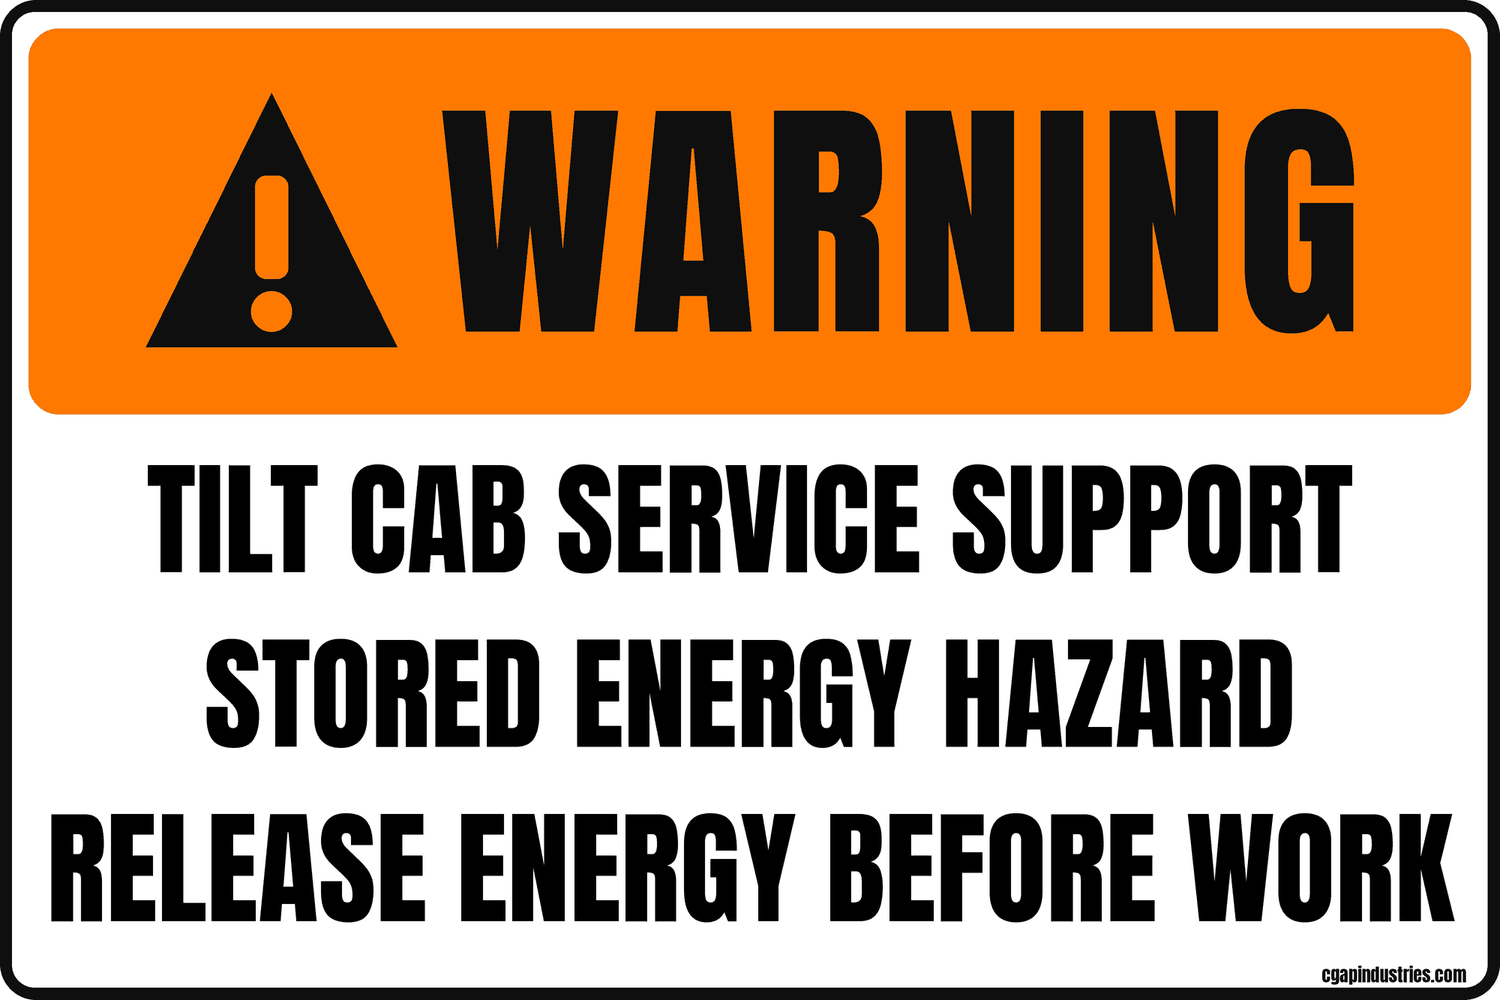 WARNING
TILT CAB SERVICE SUPPORT
STORED ENERGY HAZARD
RELEASE ENERGY BEFORE WORK
cgapindustries.com